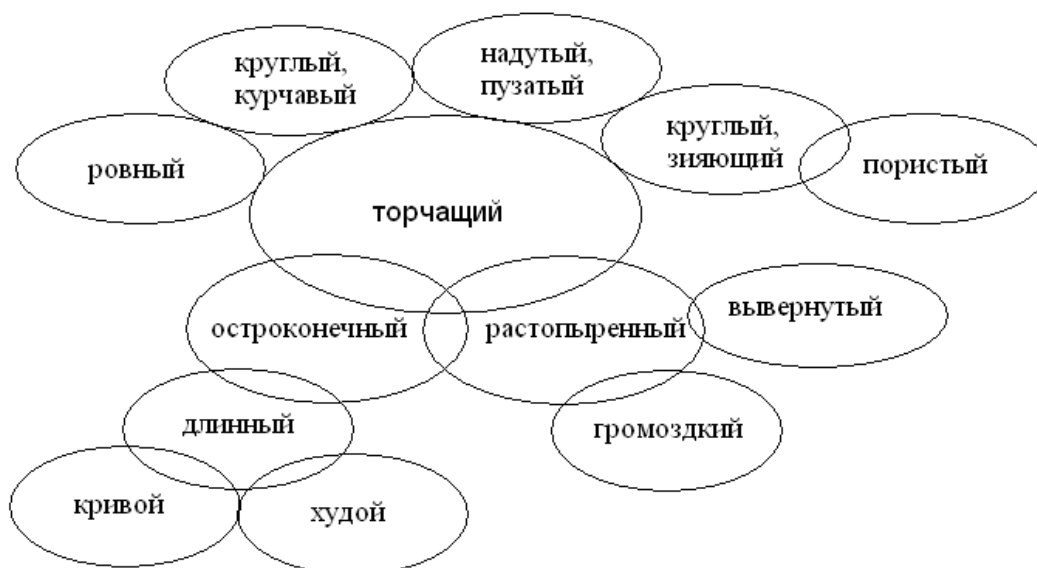 круглый,
курчавый
надутый,
пузатый
круглый,
зияющий
ровный
пористый
торчащий
остроконечный
растопыренный
вывернутый
длинный
громоздкий
кривой
худой